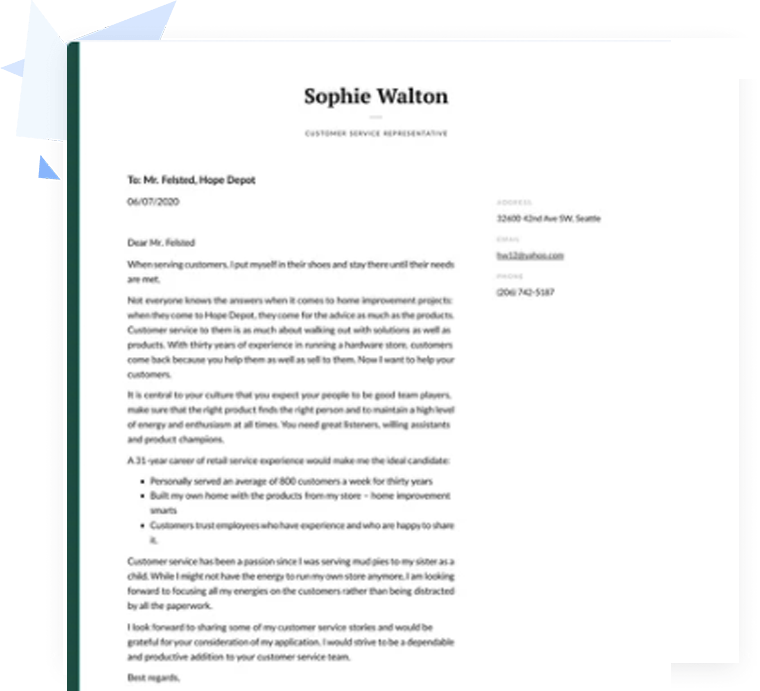 Sophie Walton
CUSTOMER SERVICE REPRESENTATIVE
To: Mr. Felsted, Hope Depot
06/07/2020
Dear Mr. Felsted
When serving customers, I put myself in their shoes and stay there until their needs
are met.
Not everyone knows the answers when it comes to home improvement projects:
when they come to Hope Depot, they come for the advice as much as the products.
Customer service to them is as much about walking out with solutions as well as
products. With thirty years of experience in running a hardware store, customers
come back because you help them as well as sell to them. Now I want to help your
customers.
It is central to your culture that you expect your people to be good team players,
make sure that the right product finds the right person and to maintain a high level
of energy and enthusiasm at all times. You need great listeners, willing assistants
and product champions.
A 31-year career of retail service experience would make me the ideal candidate:
• Personally served an average of 800 customers a week for thirty years
• Built my own home with the products from my store – home improvement
smarts
• Customers trust employees who have experience and who are happy to share
it.
Customer service has been a passion since I was serving mud pies to my sister as a
child. While I might not have the energy to run my own store anymore, I am looking
forward to focusing all my energies on the customers rather than being distracted
by all the paperwork.
I look forward to sharing some of my customer service stories and would be
grateful for your consideration of my application. I would strive to be a dependable
and productive addition to your customer service team.
Best regards,
ADDRESS
32600 42nd Ave SW, Seattle
EMAIL
hw12@yahoo.com
PHONE
(206) 742-5187